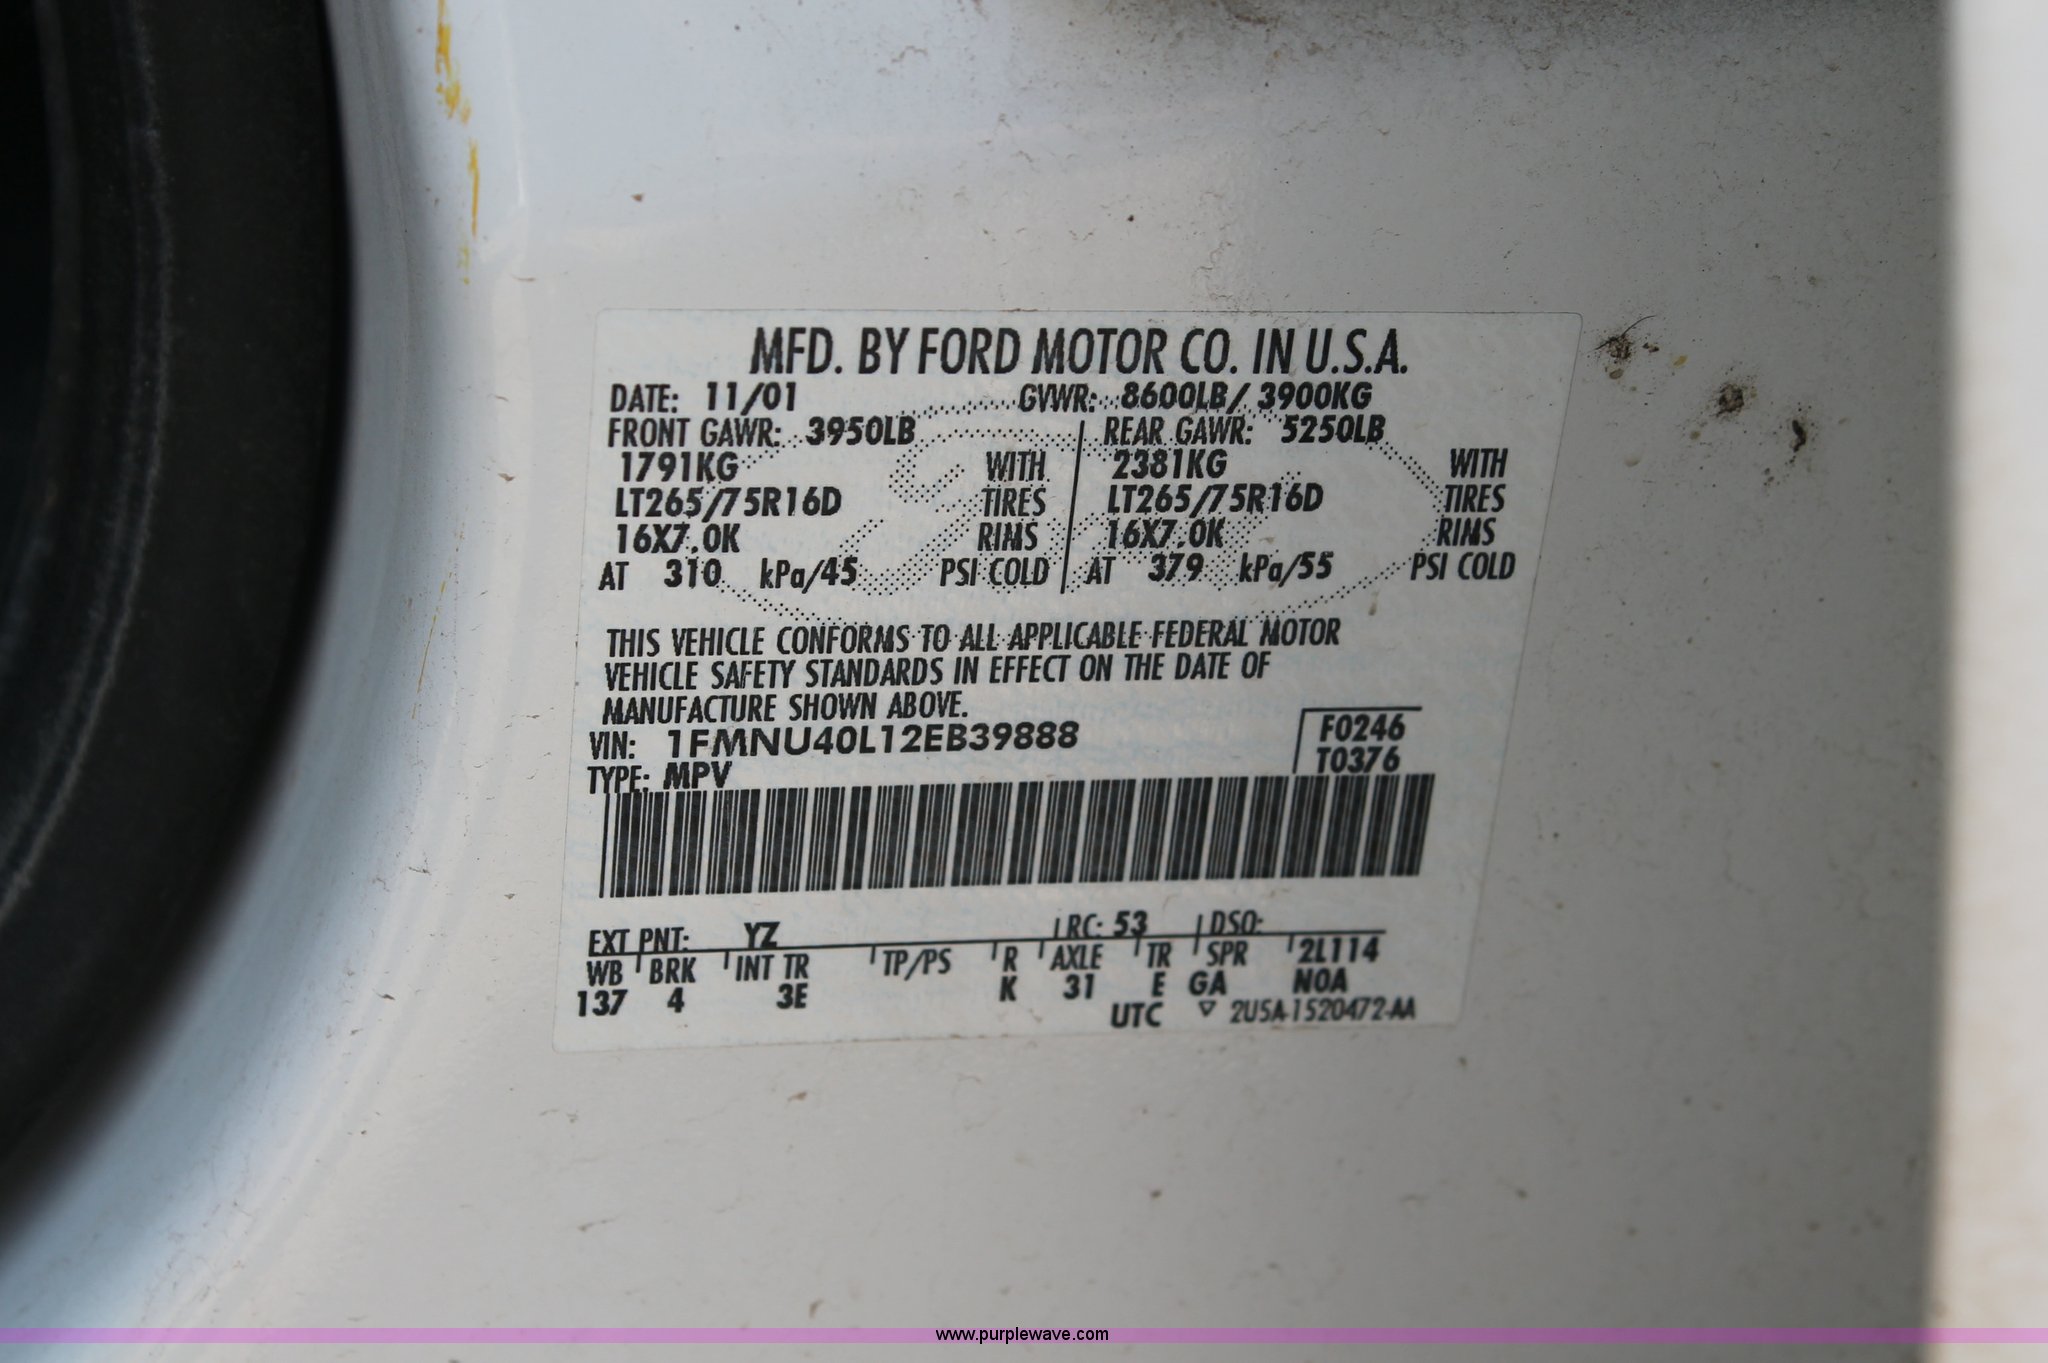 MFD. BY FORD MOTOR CO. IN U.S.A.
DATE: 11/01 GVWR: 8600LB/ 3900KG
FRONT GAWR: 3950LB REAR GAWR: 5250LB
1791KG WITH 2381KG WITH
LT265/75R16D TIRES LT265/75R16D TIRES
16X7.0K RIMS 16X7.0K RIMS
AT 310 kPa/45 PSI COLD AT 379 kPa/55 PSI COLD
THIS VEHICLE CONFORMS TO ALL APPLICABLE FEDERAL MOTOR
VEHICLE SAFETY STANDARDS IN EFFECT ON THE DATE OF
MANUFACTURE SHOWN ABOVE.
VIN: 1FMNU40L12EB39888 F0246
TYPE: MPV T0376
EXT PNT: YZ RC: 53 DSO:
WB BRK INT TR TP/PS R AXLE TR SPR 2L114
137 4 3E K 31 E GA N0A
UTC ▽ 2U5A-1520472-AA
www.purplewave.com